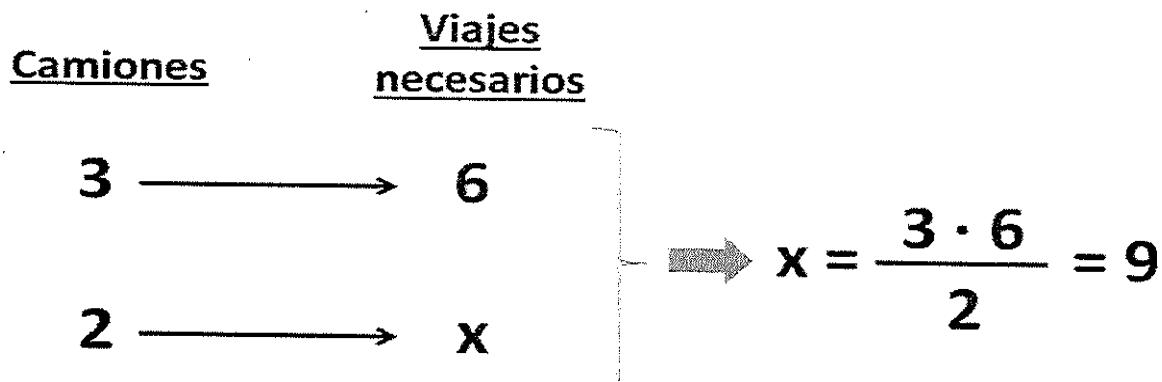 Camiones
Viajes
necesarios
3 → 6
2 → x
x = 3 · 6 / 2 = 9